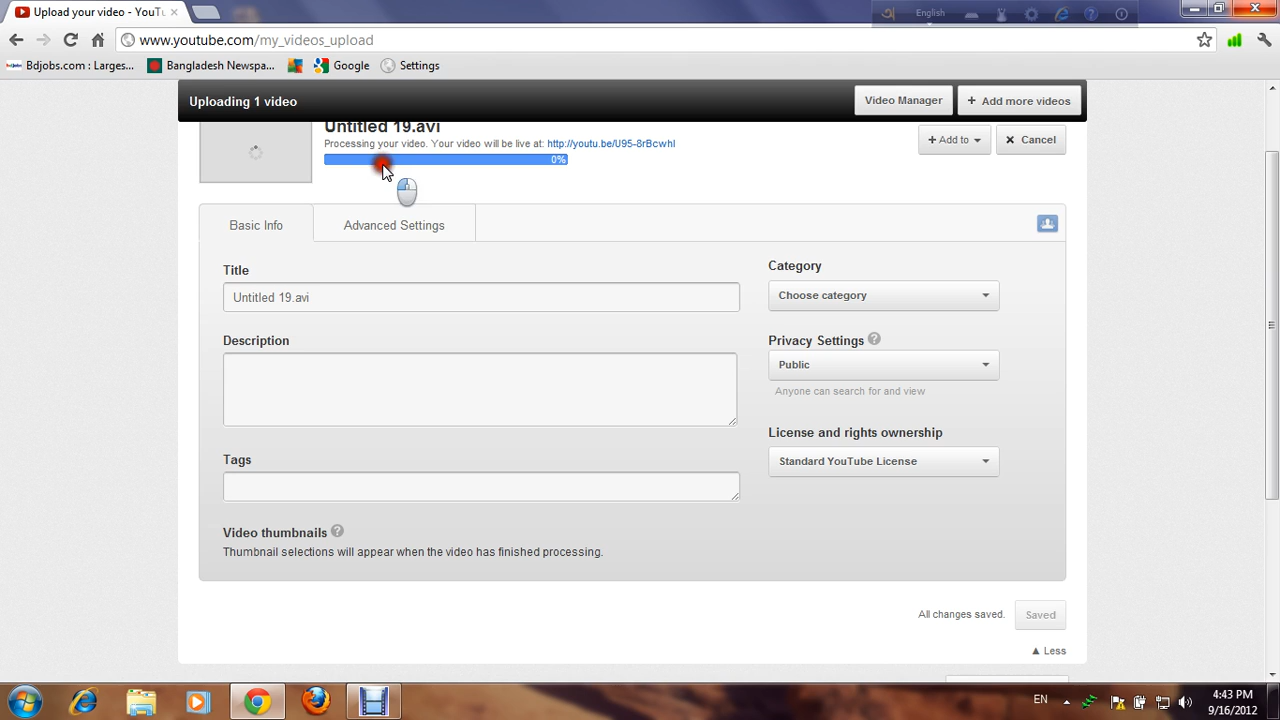 Upload your video - YouTu
English
www.youtube.com/my_videos_upload
Bdjobs.com : Larges... Bangladesh Newspa... Google Settings
Uploading 1 video Video Manager + Add more videos
Untitled 19.avi
Processing your video. Your video will be live at: http://youtu.be/U95-8rBcwhI
+ Add to Cancel
0%
Basic Info Advanced Settings
Title
Untitled 19.avi
Category
Choose category
Description
Privacy Settings
Public
Anyone can search for and view
License and rights ownership
Standard YouTube License
Tags
Video thumbnails
Thumbnail selections will appear when the video has finished processing.
All changes saved. Saved
Less
EN
4:43 PM
9/16/2012